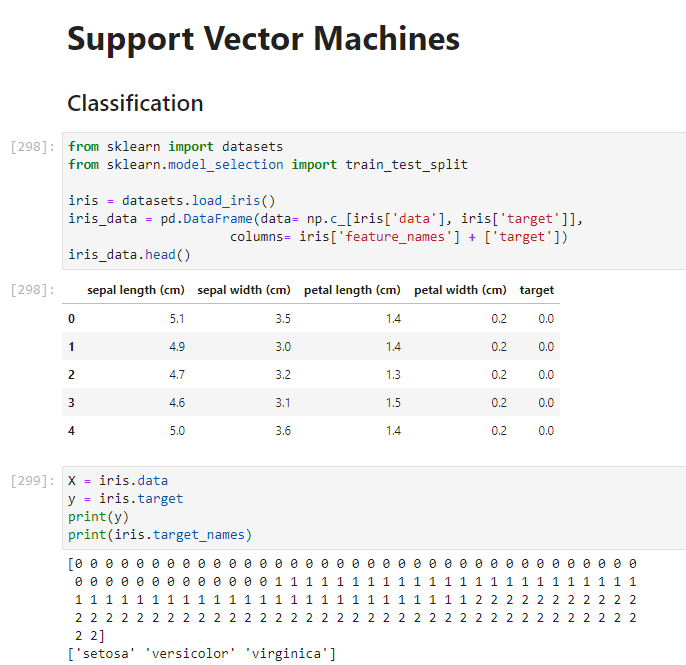 Support Vector Machines
Classification
[298]: from sklearn import datasets
from sklearn.model_selection import train_test_split
iris = datasets.load_iris()
iris_data = pd.DataFrame(data= np.c_[iris['data'], iris['target']],
columns= iris['feature_names'] + ['target'])
iris_data.head()
[298]: sepal length (cm) sepal width (cm) petal length (cm) petal width (cm) target
0 5.1 3.5 1.4 0.2 0.0
1 4.9 3.0 1.4 0.2 0.0
2 4.7 3.2 1.3 0.2 0.0
3 4.6 3.1 1.5 0.2 0.0
4 5.0 3.6 1.4 0.2 0.0
[299]: X = iris.data
y = iris.target
print(y)
print(iris.target_names)
[0 0 0 0 0 0 0 0 0 0 0 0 0 0 0 0 0 0 0 0 0 0 0 0 0 0 0 0 0 0 0 0 0 0 0 0 0
0 0 0 0 0 0 0 0 0 0 0 0 0 1 1 1 1 1 1 1 1 1 1 1 1 1 1 1 1 1 1 1 1 1 1 1 1
1 1 1 1 1 1 1 1 1 1 1 1 1 1 1 1 1 1 1 1 1 1 1 1 1 1 2 2 2 2 2 2 2 2 2 2 2
2 2 2 2 2 2 2 2 2 2 2 2 2 2 2 2 2 2 2 2 2 2 2 2 2 2 2 2 2 2 2 2 2 2 2 2 2
2 2]
['setosa' 'versicolor' 'virginica']